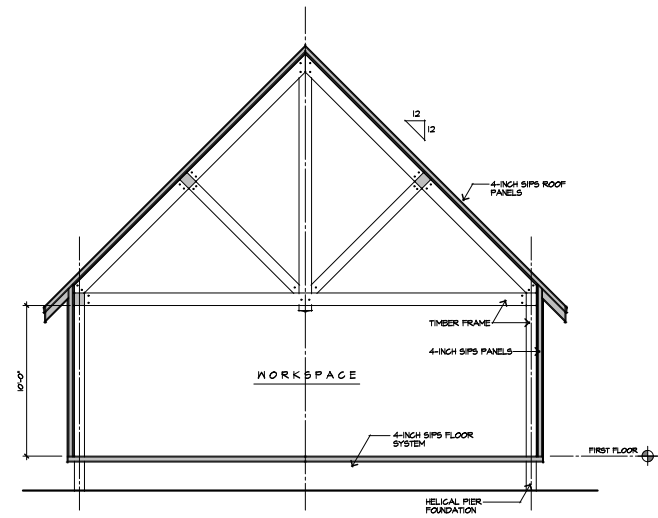 12
12
4-INCH SIPS ROOF
PANELS
TIMBER FRAME
4-INCH SIPS PANELS
WORKSPACE
10'-0"
4-INCH SIPS FLOOR
SYSTEM
FIRST FLOOR
HELICAL PIER
FOUNDATION